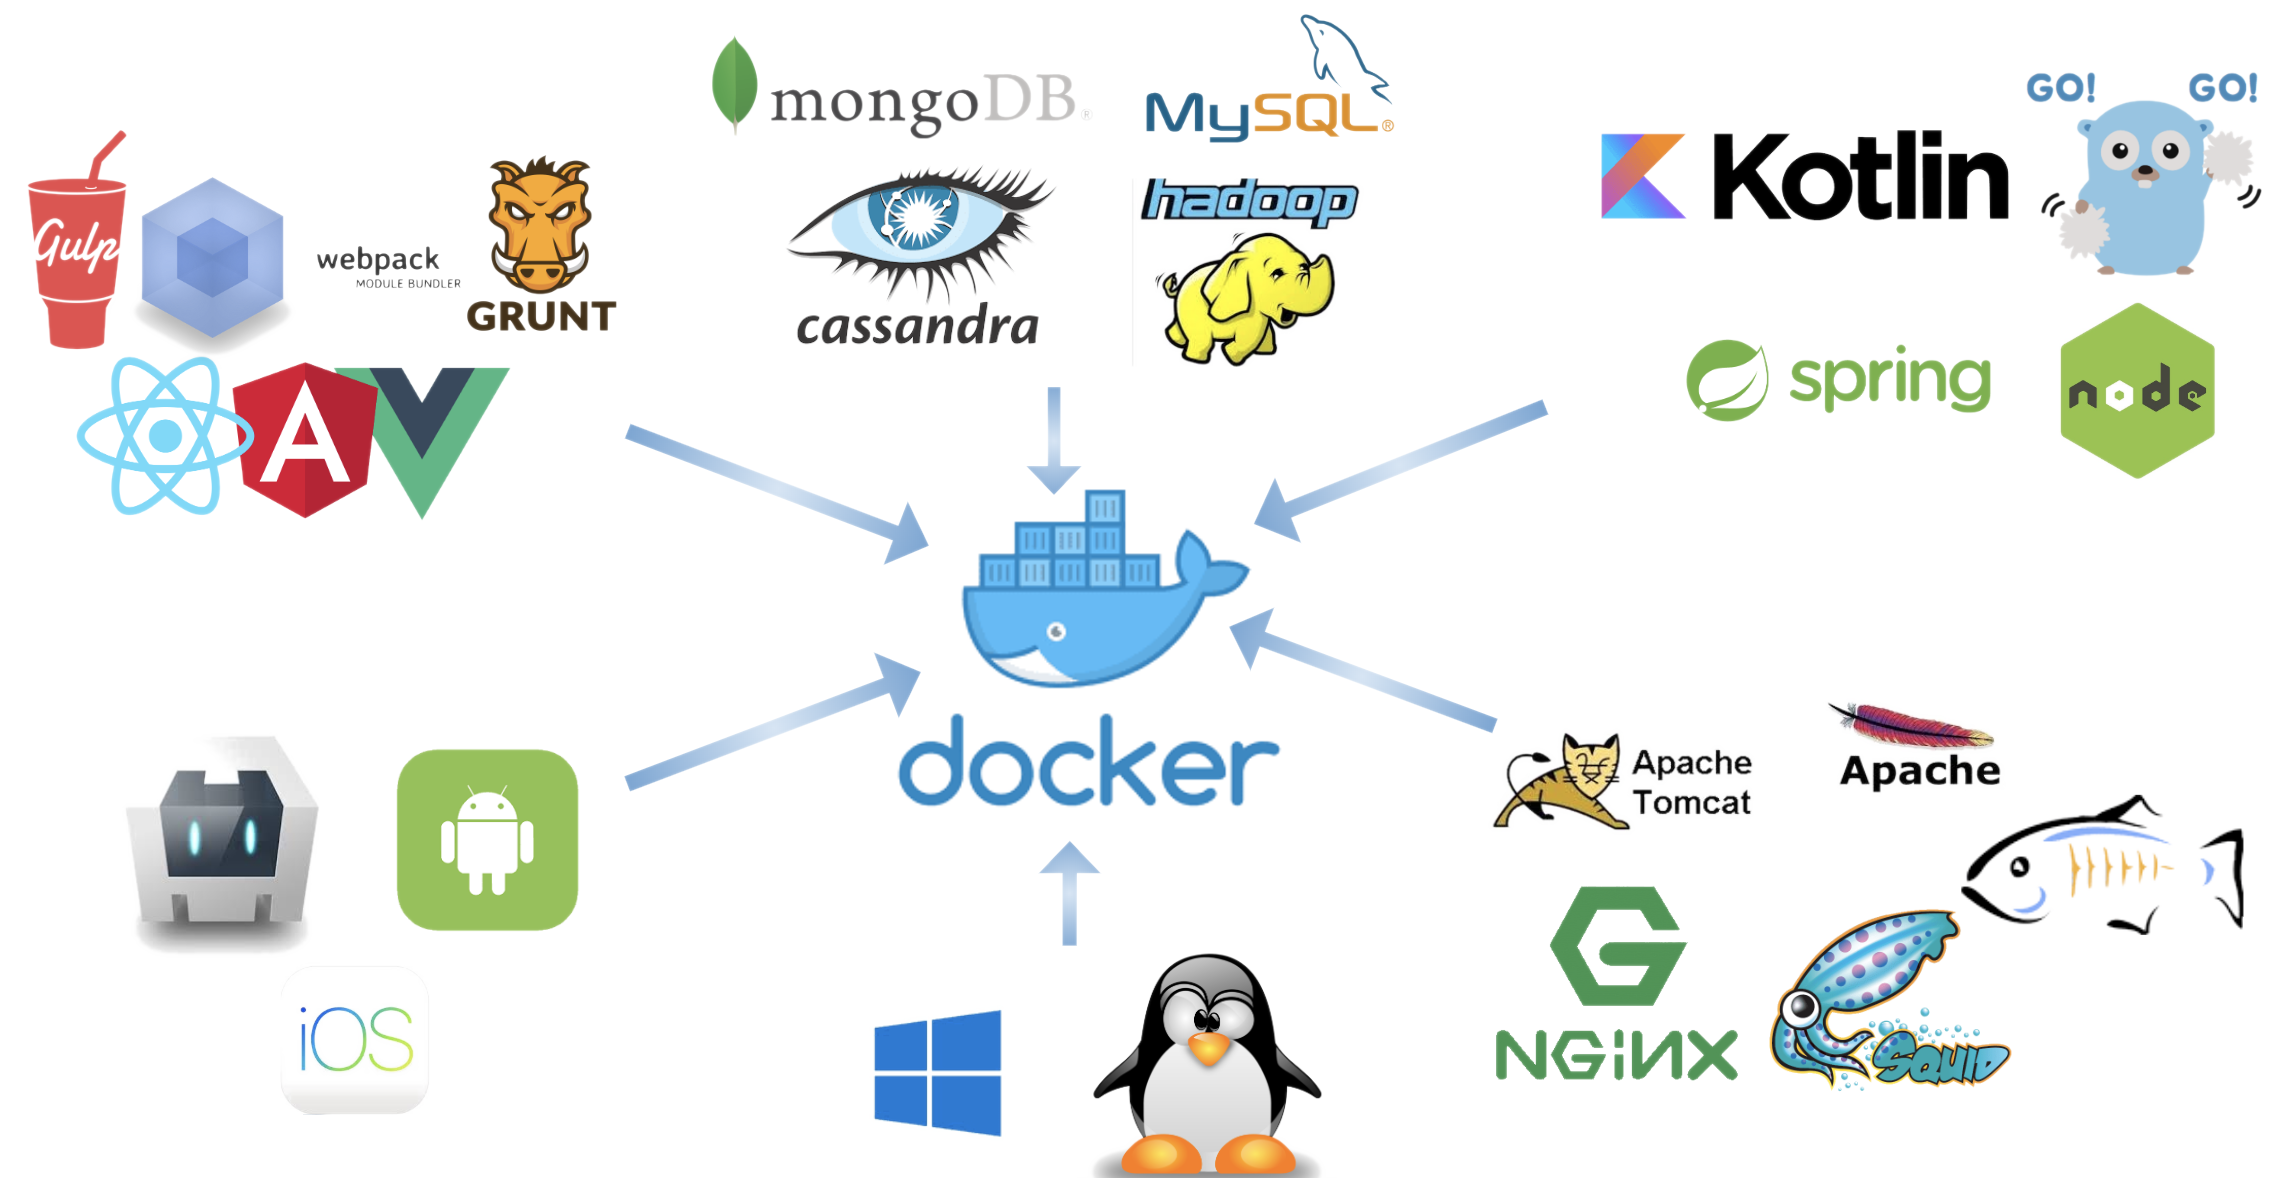 mongoDB®
MySQL®
GO! GO!
Kotlin
Gulp
webpack
MODULE BUNDLER
GRUNT
cassandra
hadoop
spring
node
A
docker
Apache
Tomcat
Apache
iOS
NGiNX
SQUID